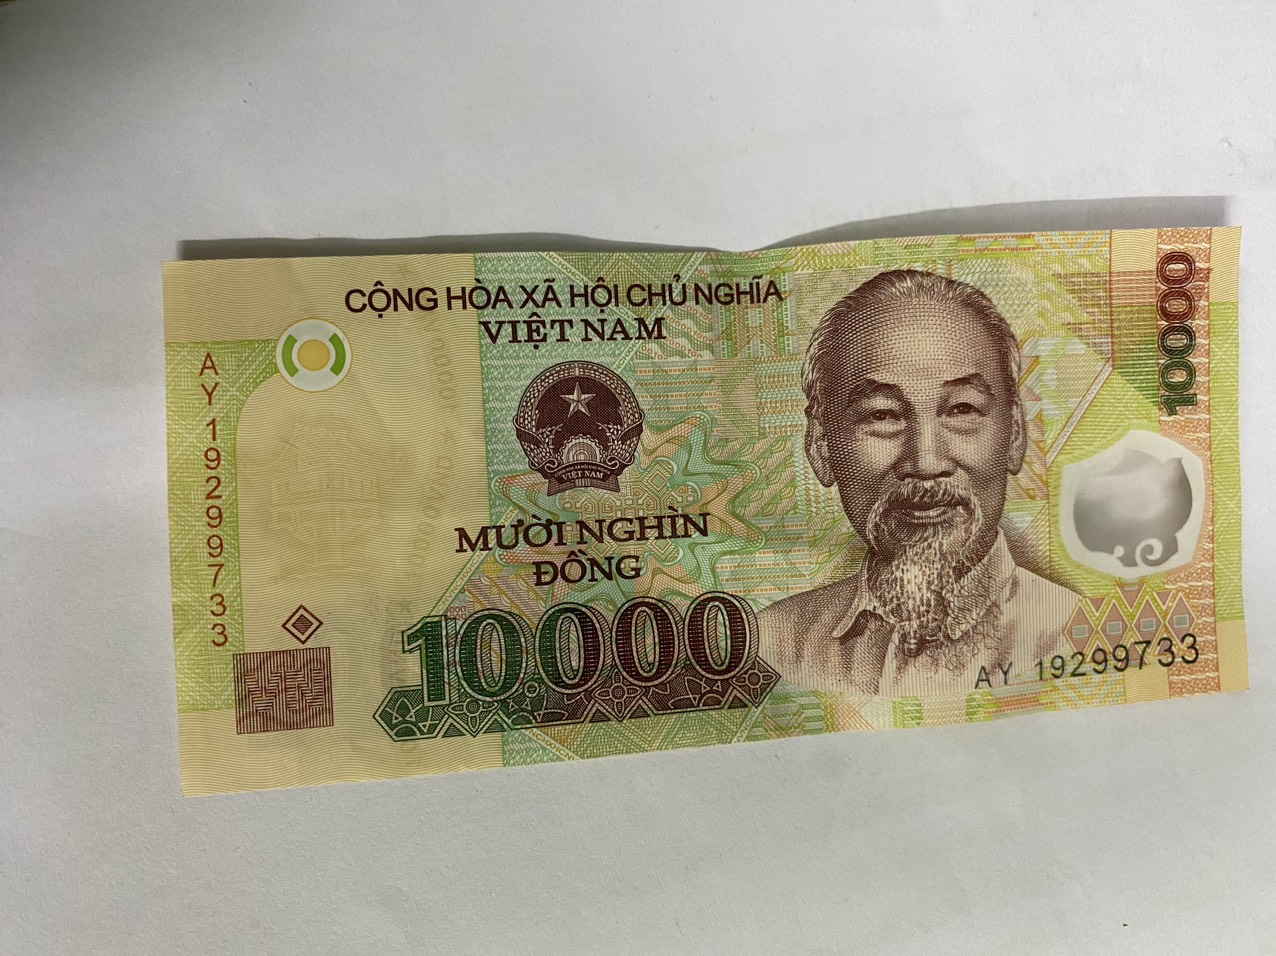 CỘNG HÒA XÃ HỘI CHỦ NGHĨA
VIỆT NAM
AY 19299733
VIỆT NAM
MƯỜI NGHÌN
ĐỒNG
10000
10000
AY 19299733